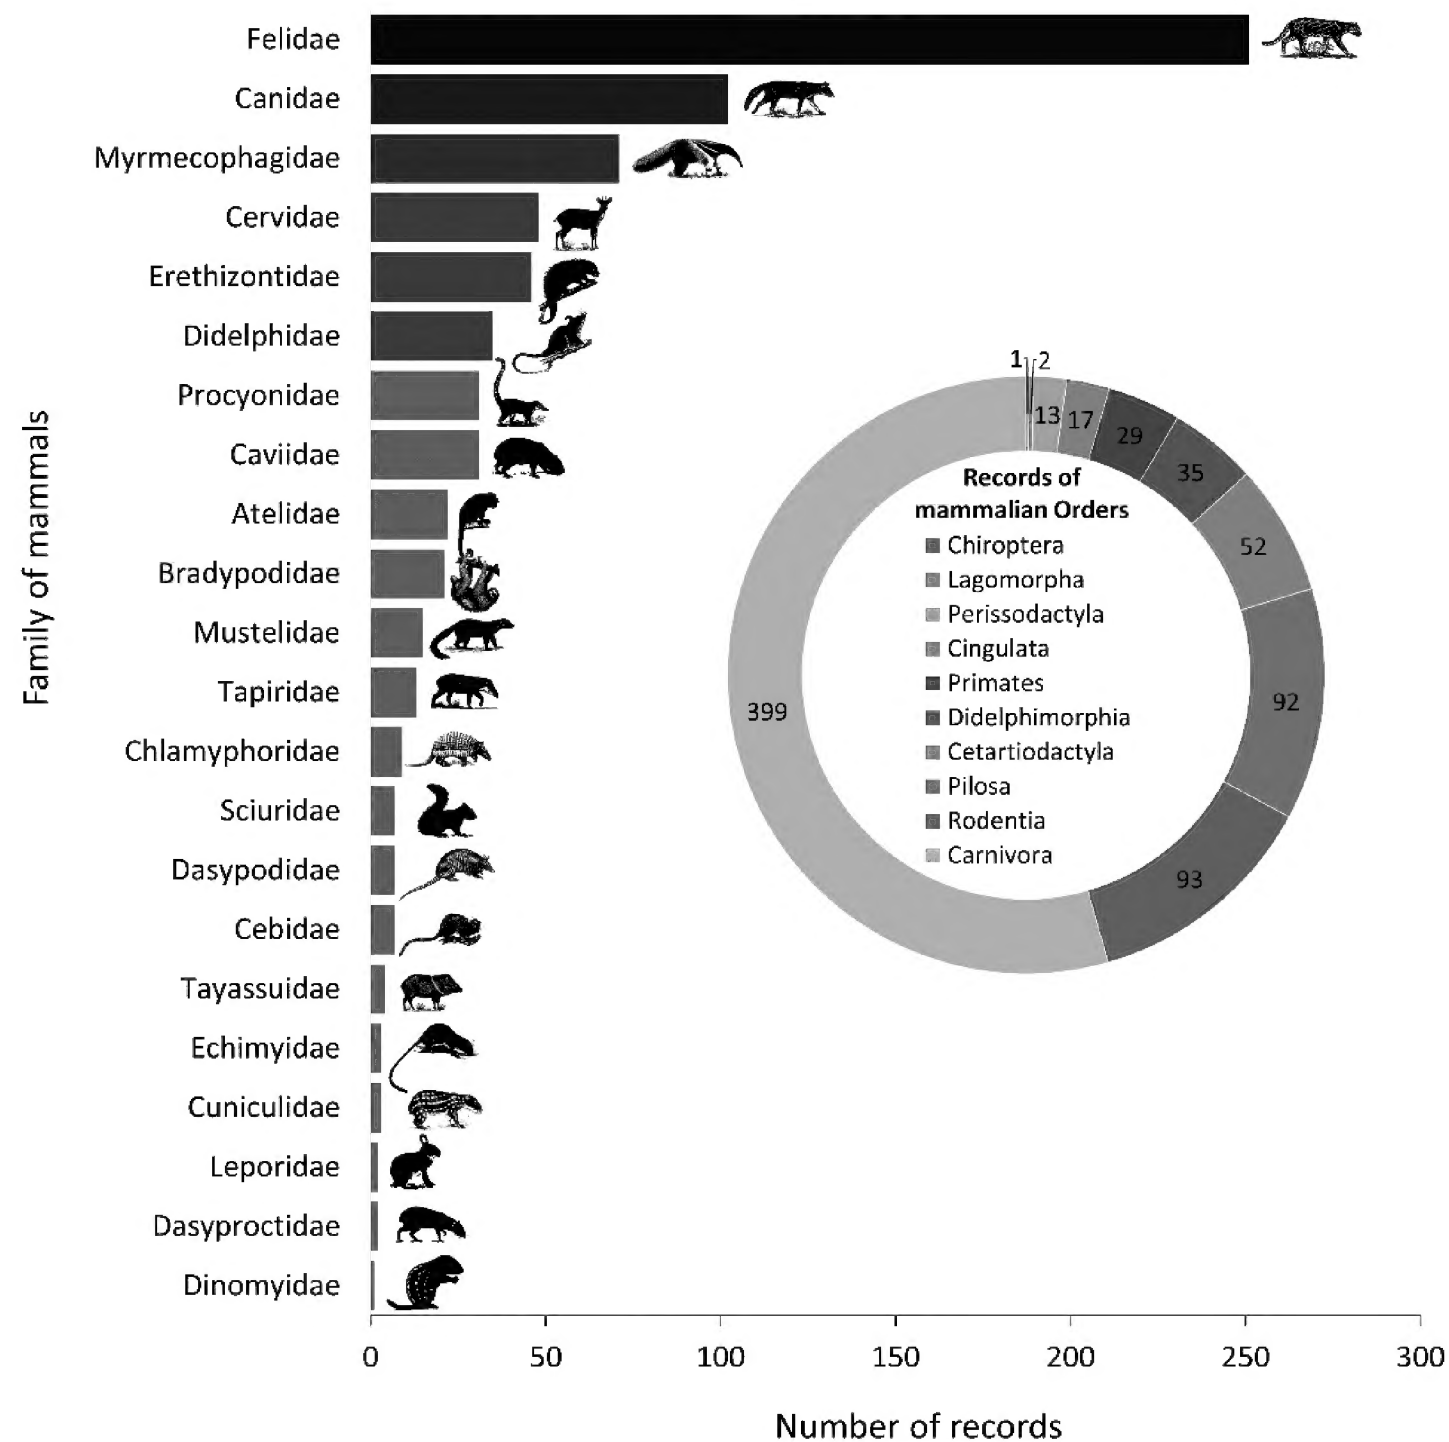 Felidae
Canidae
Myrmecophagidae
Cervidae
Erethizontidae
Didelphidae
Procyonidae
Caviidae
Atelidae
Bradypodidae
Mustelidae
Tapiridae
Chlamyphoridae
Sciuridae
Dasypodidae
Cebidae
Tayassuidae
Echimyidae
Cuniculidae
Leporidae
Dasyproctidae
Dinomyidae
Family of mammals
0 50 100 150 200 250 300
Number of records
1 2
13 17 29 35 52 92 93 399
Records of
mammalian Orders
Chiroptera
Lagomorpha
Perissodactyla
Cingulata
Primates
Didelphimorphia
Cetartiodactyla
Pilosa
Rodentia
Carnivora